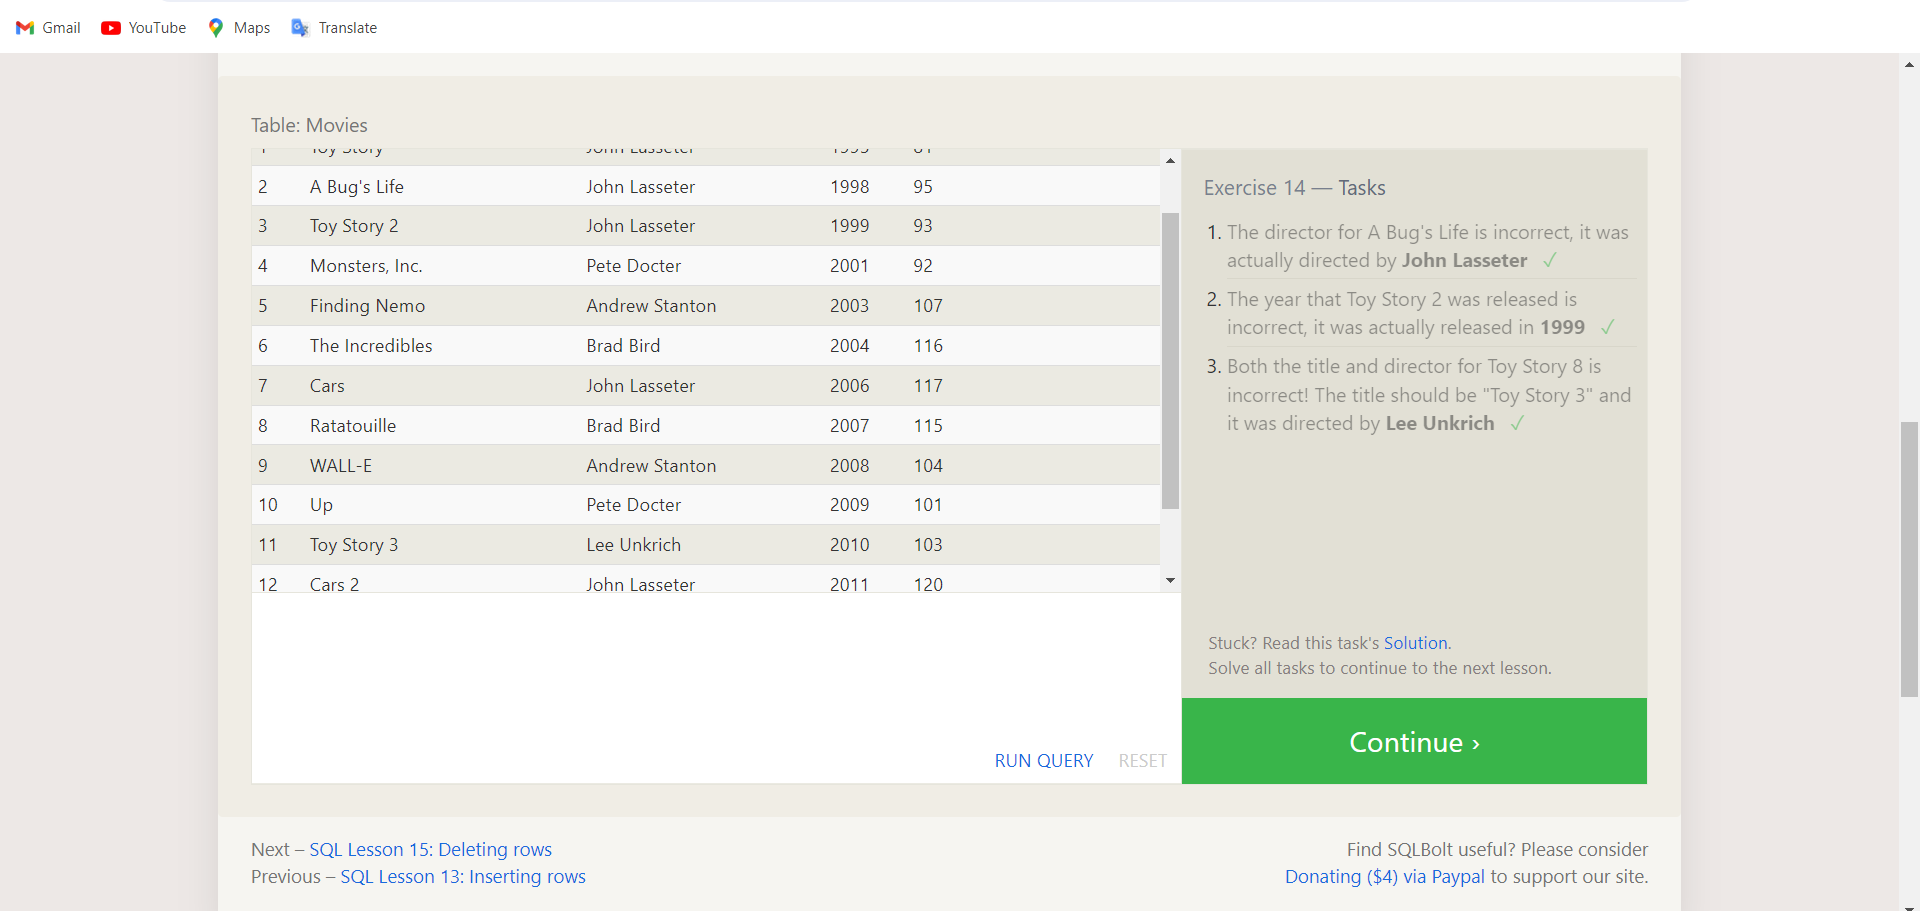 Gmail YouTube Maps Translate
Table: Movies
1 Toy Story John Lasseter 1995 81
2 A Bug's Life John Lasseter 1998 95
3 Toy Story 2 John Lasseter 1999 93
4 Monsters, Inc. Pete Docter 2001 92
5 Finding Nemo Andrew Stanton 2003 107
6 The Incredibles Brad Bird 2004 116
7 Cars John Lasseter 2006 117
8 Ratatouille Brad Bird 2007 115
9 WALL-E Andrew Stanton 2008 104
10 Up Pete Docter 2009 101
11 Toy Story 3 Lee Unkrich 2010 103
12 Cars 2 John Lasseter 2011 120
RUN QUERY RESET
Exercise 14 — Tasks
1. The director for A Bug's Life is incorrect, it was
actually directed by John Lasseter ✓
2. The year that Toy Story 2 was released is
incorrect, it was actually released in 1999 ✓
3. Both the title and director for Toy Story 8 is
incorrect! The title should be "Toy Story 3" and
it was directed by Lee Unkrich ✓
Stuck? Read this task's Solution.
Solve all tasks to continue to the next lesson.
Continue ›
Next – SQL Lesson 15: Deleting rows
Previous – SQL Lesson 13: Inserting rows
Find SQLBolt useful? Please consider
Donating ($4) via Paypal to support our site.